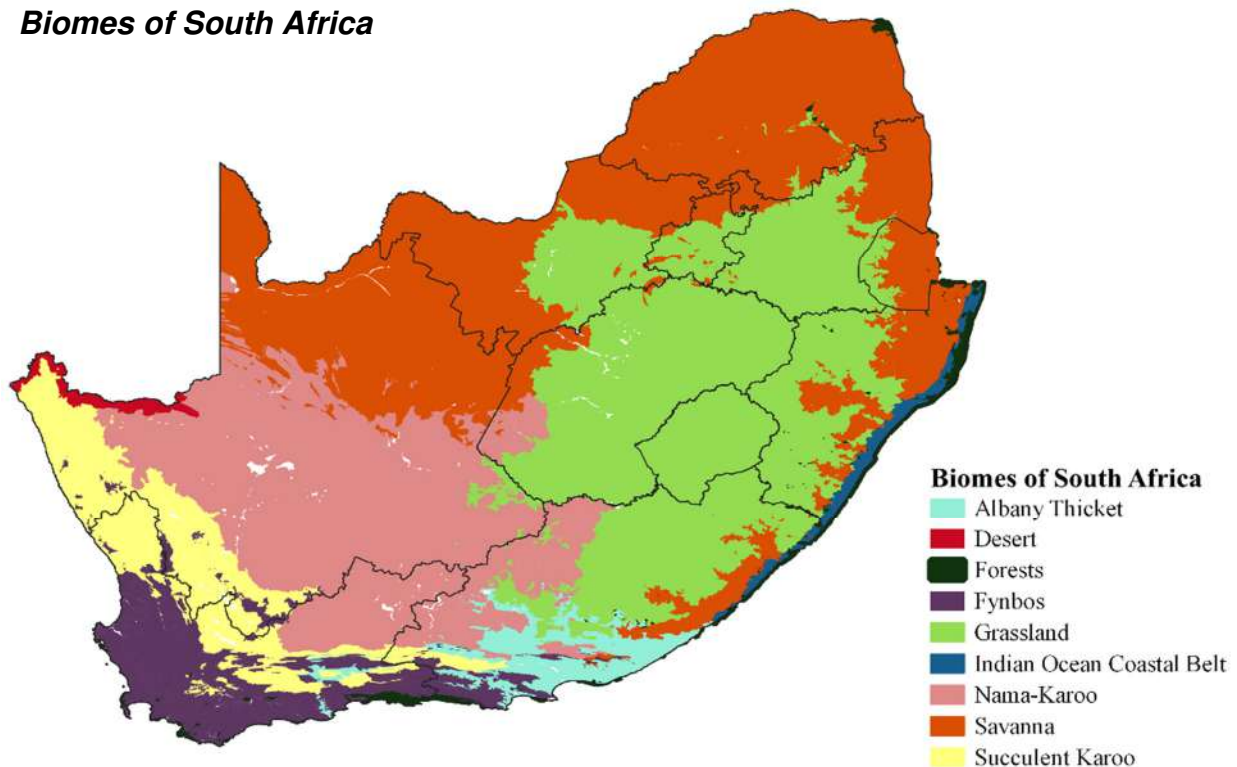 Biomes of South Africa
Biomes of South Africa
Albany Thicket
Desert
Forests
Fynbos
Grassland
Indian Ocean Coastal Belt
Nama-Karoo
Savanna
Succulent Karoo